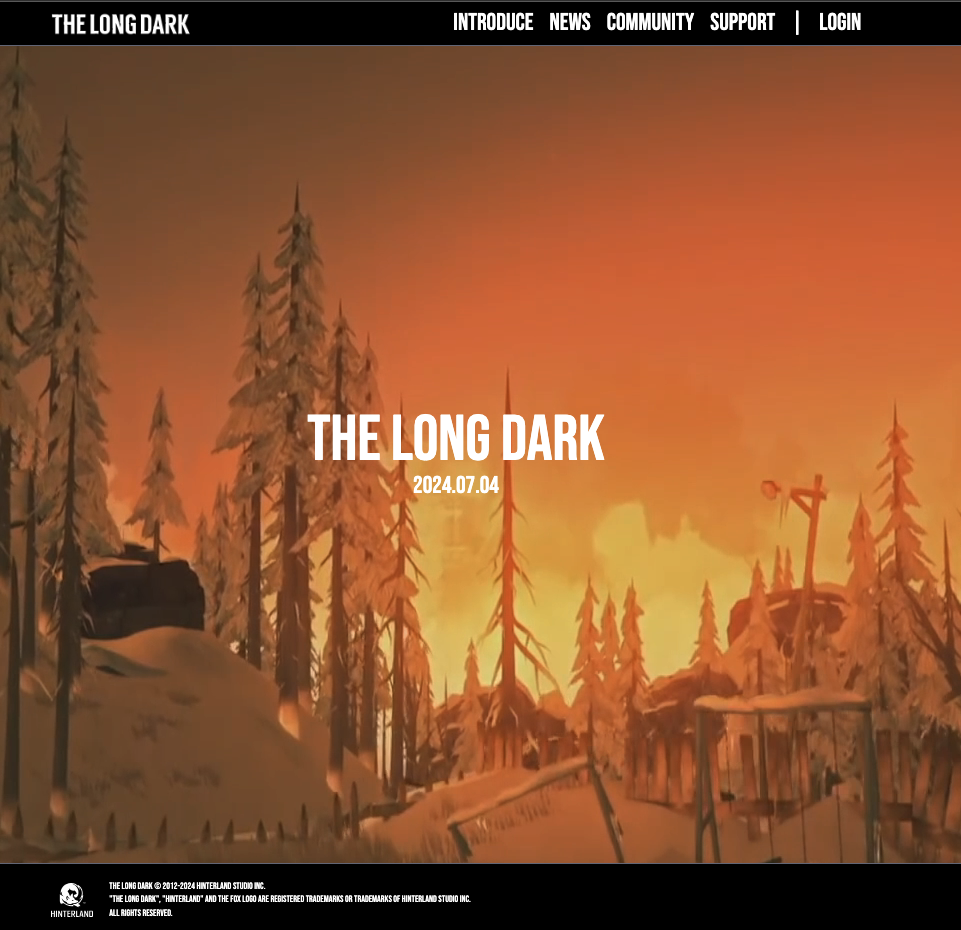 THE LONG DARK
INTRODUCE NEWS COMMUNITY SUPPORT | LOGIN
THE LONG DARK
2024.07.04
HINTERLAND
THE LONG DARK © 2012-2024 HINTERLAND STUDIO INC.
"THE LONG DARK", "HINTERLAND" AND THE FOX LOGO ARE REGISTERED TRADEMARKS OR TRADEMARKS OF HINTERLAND STUDIO INC.
ALL RIGHTS RESERVED.